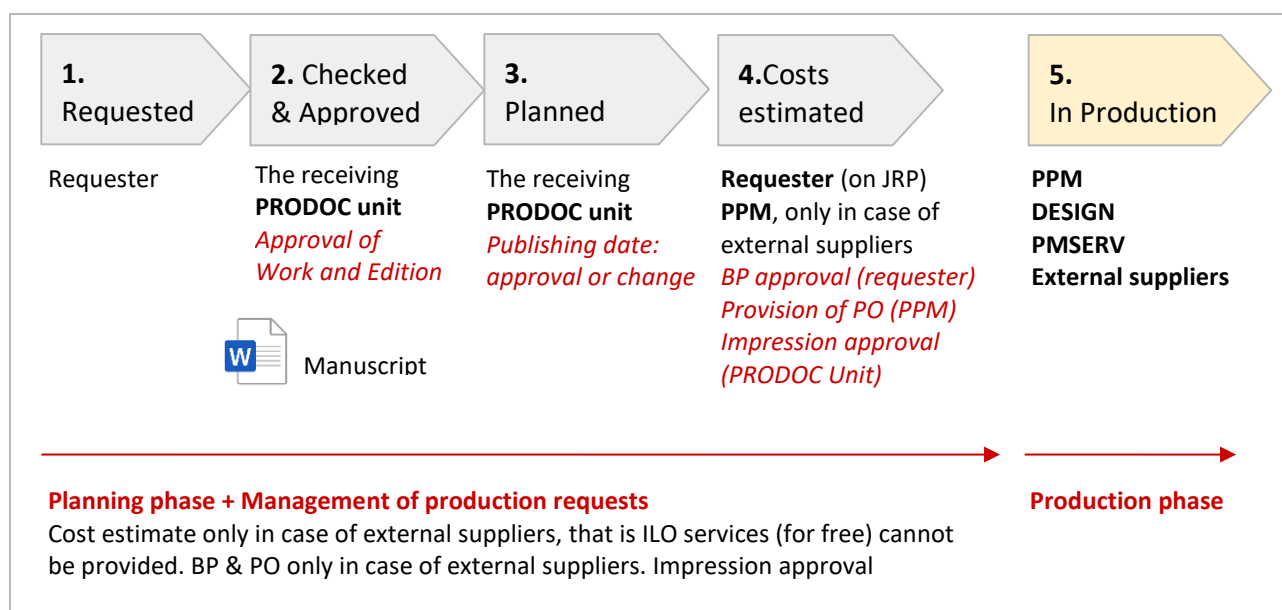 1.
Requested
2. Checked
& Approved
3.
Planned
4.Costs
estimated
5.
In Production
Requester
The receiving
PRODOC unit
Approval of
Work and Edition
W
Manuscript
The receiving
PRODOC unit
Publishing date:
approval or change
Requester (on JRP)
PPM, only in case of
external suppliers
BP approval (requester)
Provision of PO (PPM)
Impression approval
(PRODOC Unit)
PPM
DESIGN
PMSERV
External suppliers
Planning phase + Management of production requests
Cost estimate only in case of external suppliers, that is ILO services (for free) cannot
be provided. BP & PO only in case of external suppliers. Impression approval
Production phase